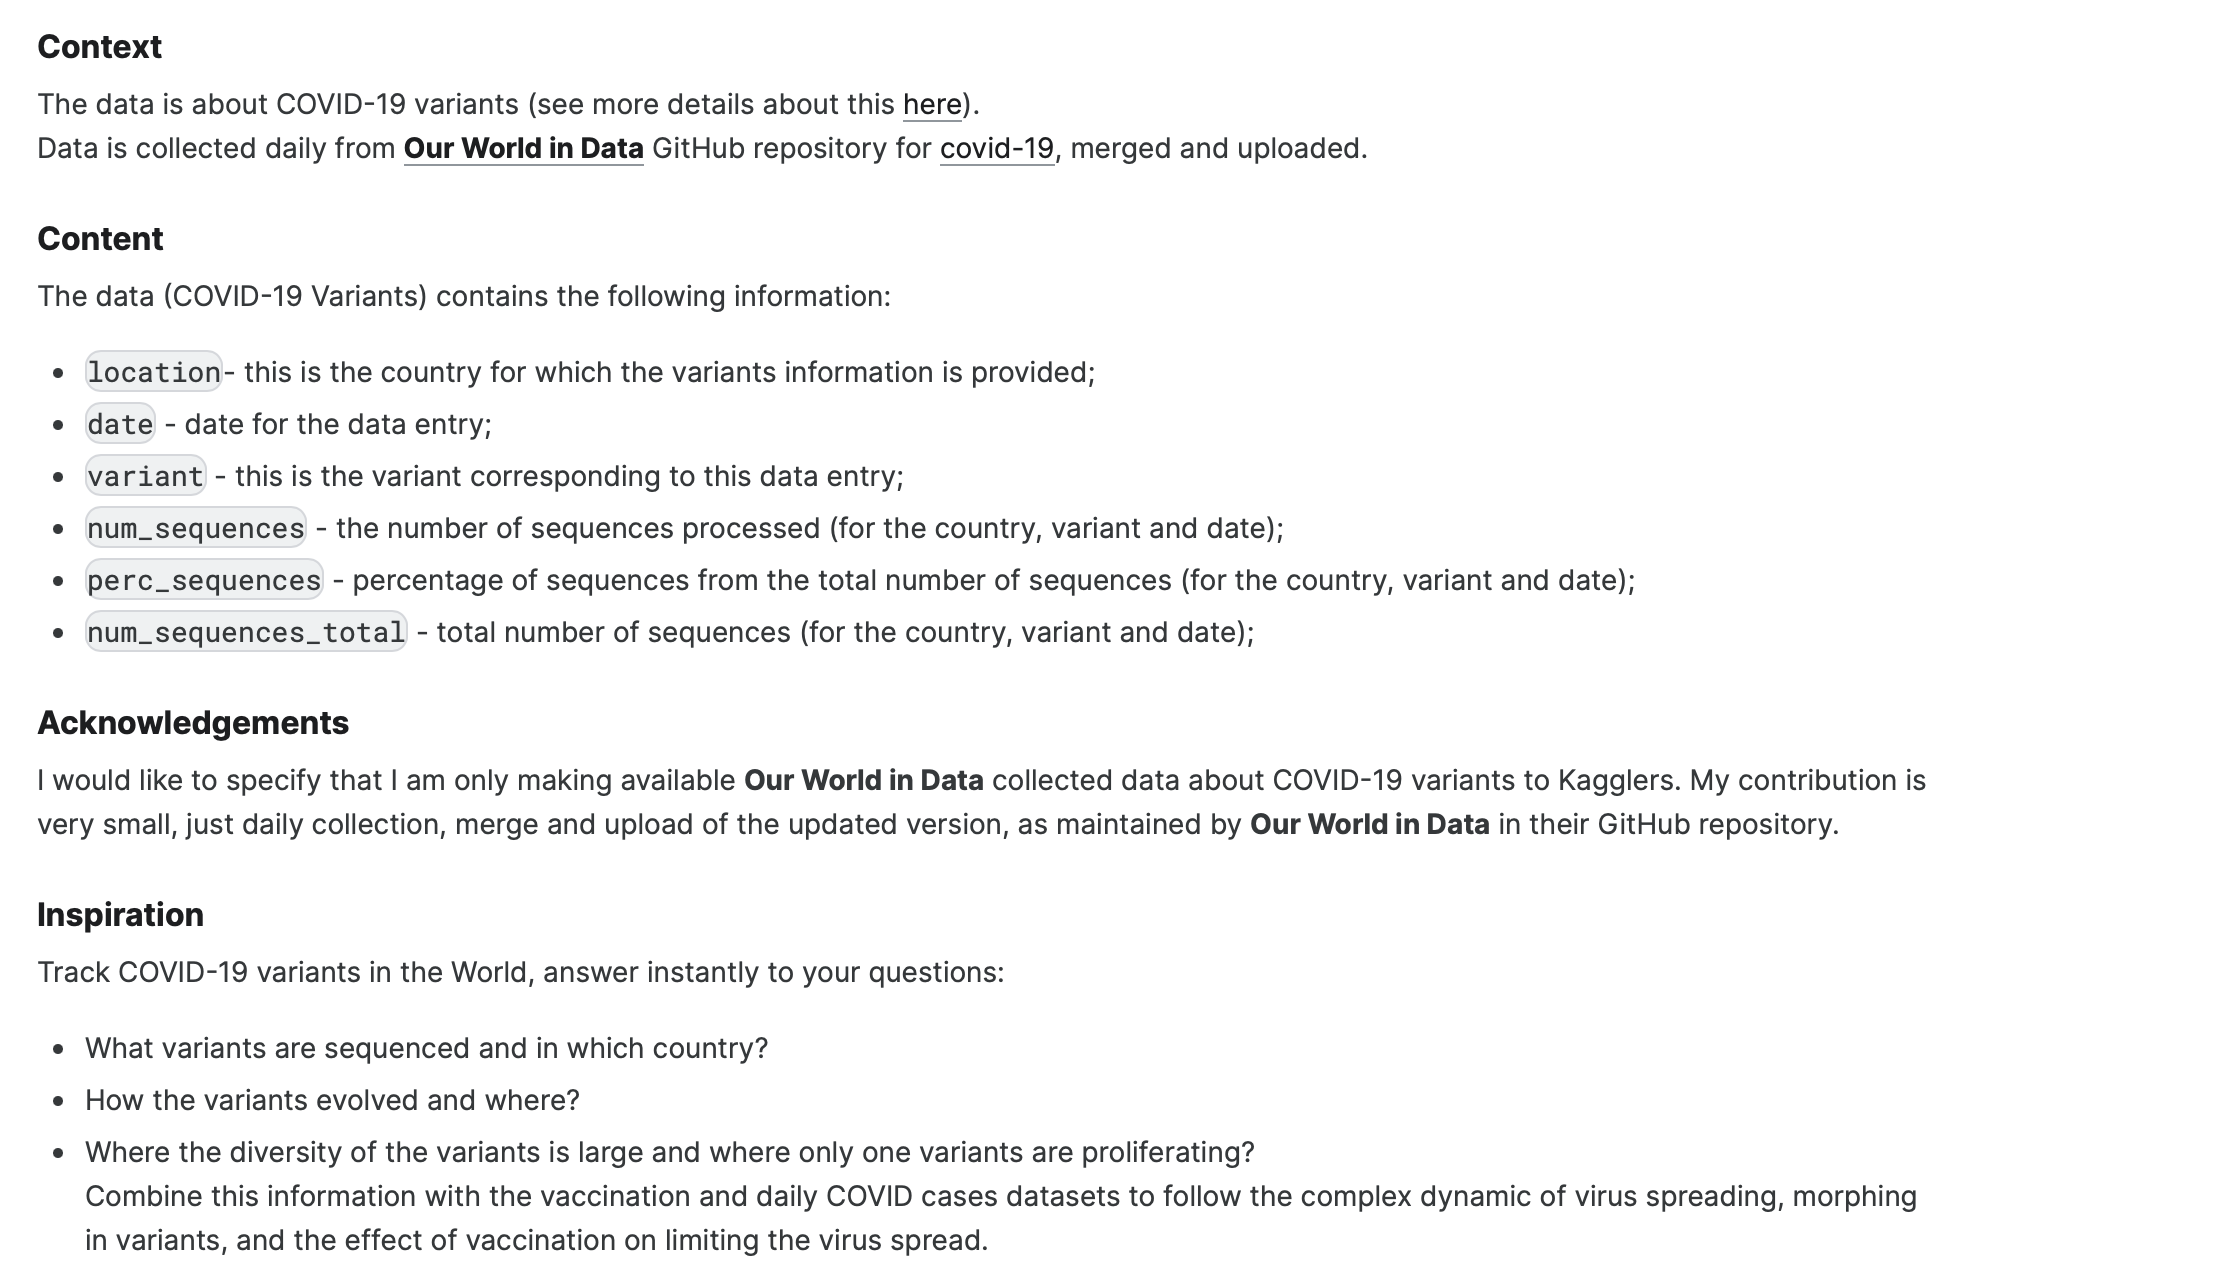 Context
The data is about COVID-19 variants (see more details about this here).
Data is collected daily from Our World in Data GitHub repository for covid-19, merged and uploaded.
Content
The data (COVID-19 Variants) contains the following information:
location- this is the country for which the variants information is provided;
date - date for the data entry;
variant - this is the variant corresponding to this data entry;
num_sequences - the number of sequences processed (for the country, variant and date);
perc_sequences - percentage of sequences from the total number of sequences (for the country, variant and date);
num_sequences_total - total number of sequences (for the country, variant and date);
Acknowledgements
I would like to specify that I am only making available Our World in Data collected data about COVID-19 variants to Kagglers. My contribution is
very small, just daily collection, merge and upload of the updated version, as maintained by Our World in Data in their GitHub repository.
Inspiration
Track COVID-19 variants in the World, answer instantly to your questions:
What variants are sequenced and in which country?
How the variants evolved and where?
Where the diversity of the variants is large and where only one variants are proliferating?
Combine this information with the vaccination and daily COVID cases datasets to follow the complex dynamic of virus spreading, morphing
in variants, and the effect of vaccination on limiting the virus spread.